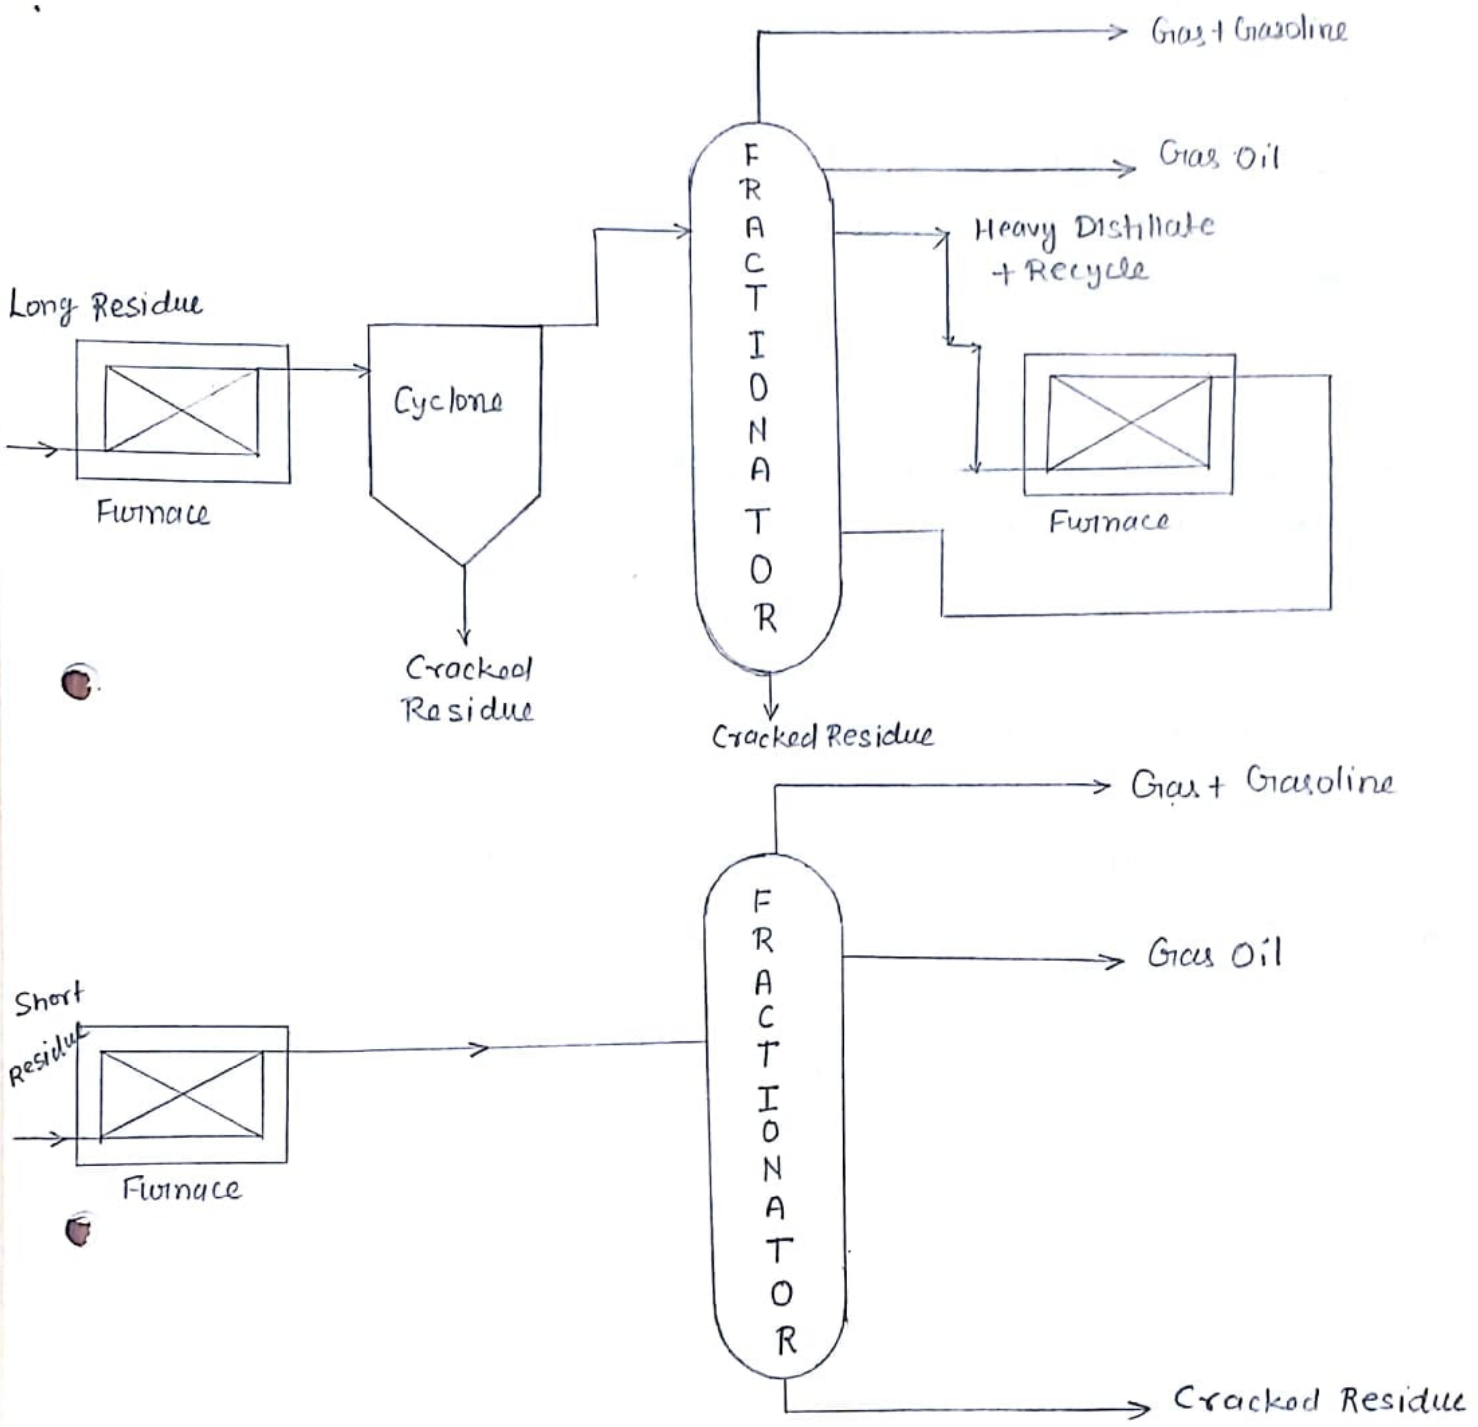 Gas + Gasoline
Gas Oil
Heavy Distillate
+ Recycle
FRACTIONATOR
Long Residue
Furnace
Cyclone
Furnace
Cracked
Residue
Cracked Residue
Gas + Gasoline
Gas Oil
FRACTIONATOR
Short
Residue
Furnace
Cracked Residue